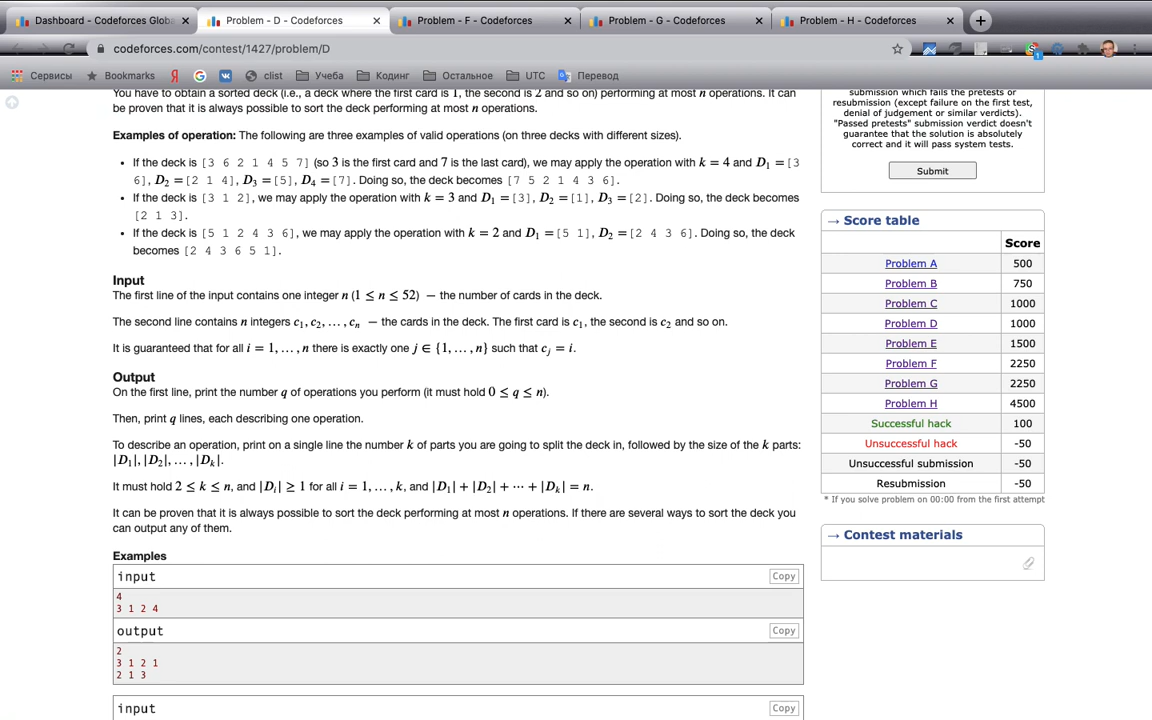 Dashboard - Codeforces Globa
Problem - D - Codeforces
Problem - F - Codeforces
Problem - G - Codeforces
Problem - H - Codeforces
codeforces.com/contest/1427/problem/D
Сервисы
Bookmarks
clist
Учеба
Кодинг
Остальное
UTC
Перевод
You have to obtain a sorted deck (i.e., a deck where the first card is 1, the second is 2 and so on) performing at most n operations. It can
be proven that it is always possible to sort the deck performing at most n operations.
Examples of operation: The following are three examples of valid operations (on three decks with different sizes).
• If the deck is [3 6 2 1 4 5 7] (so 3 is the first card and 7 is the last card), we may apply the operation with k = 4 and D₁ = [3
6], D₂ = [2 1 4], D₃ = [5], D₄ = [7]. Doing so, the deck becomes [7 5 2 1 4 3 6].
• If the deck is [3 1 2], we may apply the operation with k = 3 and D₁ = [3], D₂ = [1], D₃ = [2]. Doing so, the deck becomes
[2 1 3].
• If the deck is [5 1 2 4 3 6], we may apply the operation with k = 2 and D₁ = [5 1], D₂ = [2 4 3 6]. Doing so, the deck
becomes [2 4 3 6 5 1].
Input
The first line of the input contains one integer n (1 ≤ n ≤ 52) — the number of cards in the deck.
The second line contains n integers c₁, c₂, …, cₙ — the cards in the deck. The first card is c₁, the second is c₂ and so on.
It is guaranteed that for all i = 1, …, n there is exactly one j ∈ {1, …, n} such that cⱼ = i.
Output
On the first line, print the number q of operations you perform (it must hold 0 ≤ q ≤ n).
Then, print q lines, each describing one operation.
To describe an operation, print on a single line the number k of parts you are going to split the deck in, followed by the size of the k parts:
|D₁|, |D₂|, …, |Dₖ|.
It must hold 2 ≤ k ≤ n, and |Dᵢ| ≥ 1 for all i = 1, …, k, and |D₁| + |D₂| + ⋯ + |Dₖ| = n.
It can be proven that it is always possible to sort the deck performing at most n operations. If there are several ways to sort the deck you
can output any of them.
Examples
input
Copy
4
3 1 2 4
output
Copy
2
3 1 2 1
2 1 3
input
Copy
submission which fails the pretests or
resubmission (except failure on the first test,
denial of judgement or similar verdicts).
"Passed pretests" submission verdict doesn't
guarantee that the solution is absolutely
correct and it will pass system tests.
Submit
→ Score table
Score
Problem A 500
Problem B 750
Problem C 1000
Problem D 1000
Problem E 1500
Problem F 2250
Problem G 2250
Problem H 4500
Successful hack 100
Unsuccessful hack -50
Unsuccessful submission -50
Resubmission -50
* If you solve problem on 00:00 from the first attempt
→ Contest materials